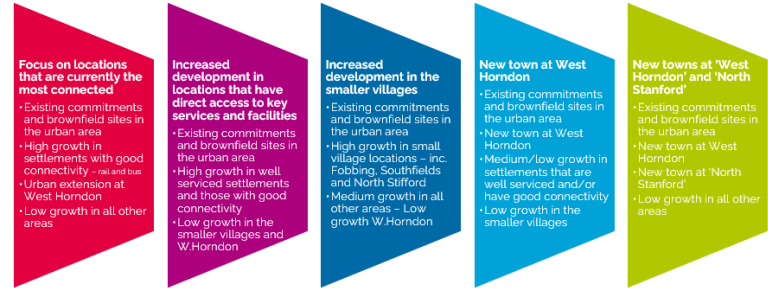 Focus on locations
that are currently the
most connected
•Existing commitments
and brownfield sites in
the urban area
•High growth in
settlements with good
connectivity – rail and bus
•Urban extension at
West Horndon
•Low growth in all other
areas
Increased
development in
locations that have
direct access to key
services and facilities
•Existing commitments
and brownfield sites in
the urban area
•High growth in well
serviced settlements
and those with good
connectivity
•Low growth in the
smaller villages and
W.Horndon
Increased
development in the
smaller villages
•Existing commitments
and brownfield sites in
the urban area
•High growth in small
village locations – inc.
Fobbing, Southfields
and North Stifford
•Medium growth in all
other areas – Low
growth W.Horndon
New town at West
Horndon
•Existing commitments
and brownfield sites in
the urban area
•New town at West
Horndon
•Medium/low growth in
settlements that are
well serviced and/or
have good connectivity
•Low growth in the
smaller villages
New towns at 'West
Horndon' and 'North
Stanford'
•Existing commitments
and brownfield sites in
the urban area
•New town at West
Horndon
•New town at 'North
Stanford'
•Low growth in all other
areas